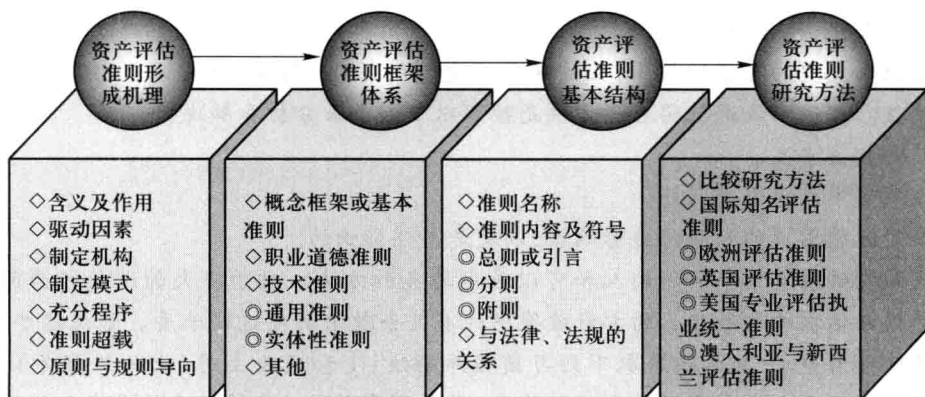 资产评估
准则形
成机理
资产评估
准则框架
体系
资产评
估准则
基本结构
资产评
估准则
研究方法
◇含义及作用
◇驱动因素
◇制定机构
◇制定模式
◇充分程序
◇准则超载
◇原则与规则导向
◇概念框架或基本
准则
◇职业道德准则
◇技术准则
◎通用准则
◎实体性准则
◇其他
◇准则名称
◇准则内容及符号
◎总则或引言
◎分则
◎附则
◇与法律、法规的
关系
◇比较研究方法
◇国际知名评估
准则
◎欧洲评估准则
◎英国评估准则
◎美国专业评估执
业统一准则
◎澳大利亚与新西
兰评估准则